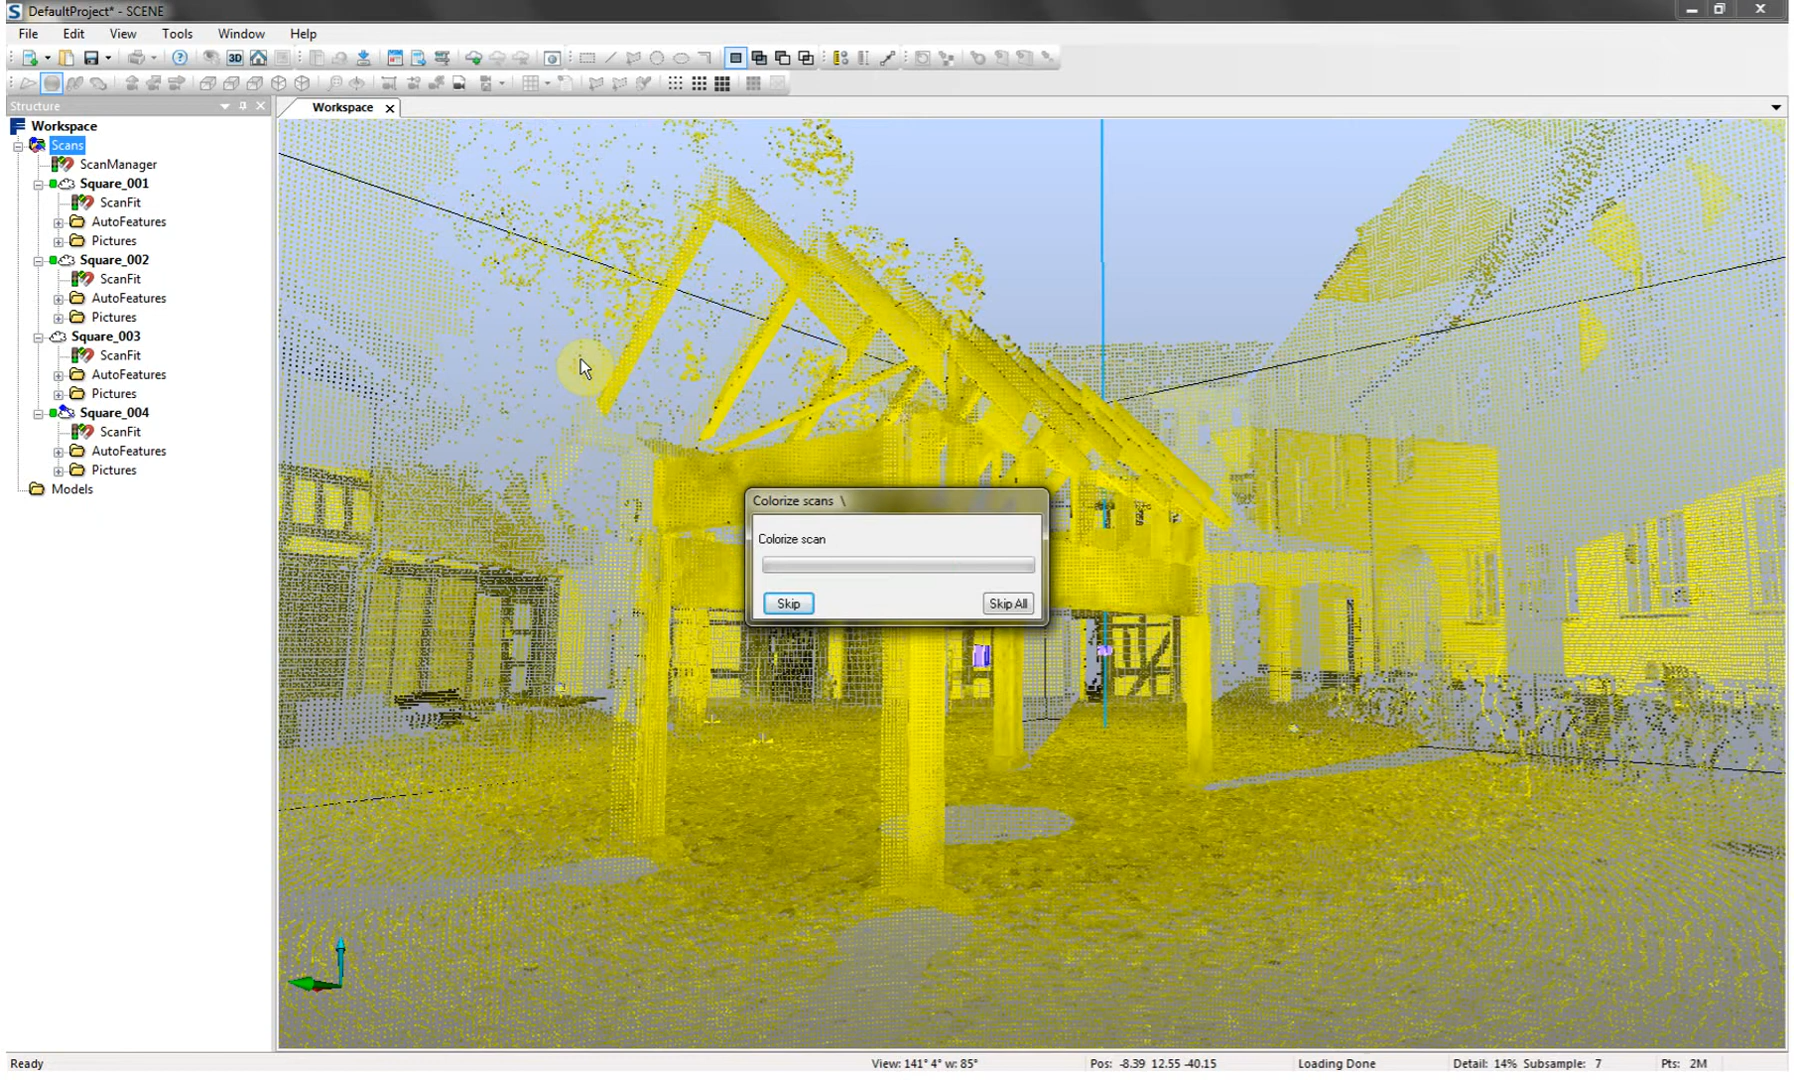 DefaultProject* - SCENE
File Edit View Tools Window Help
3D
Structure
Workspace
Workspace
Scans
ScanManager
Square_001
ScanFit
AutoFeatures
Pictures
Square_002
ScanFit
AutoFeatures
Pictures
Square_003
ScanFit
AutoFeatures
Pictures
Square_004
ScanFit
AutoFeatures
Pictures
Models
Colorize scans \
Colorize scan
Skip Skip All
Ready View: 141° 4° w: 85° Pos: -8.39 12.55 -40.15 Loading Done Detail: 14% Subsample: 7 Pts: 2M